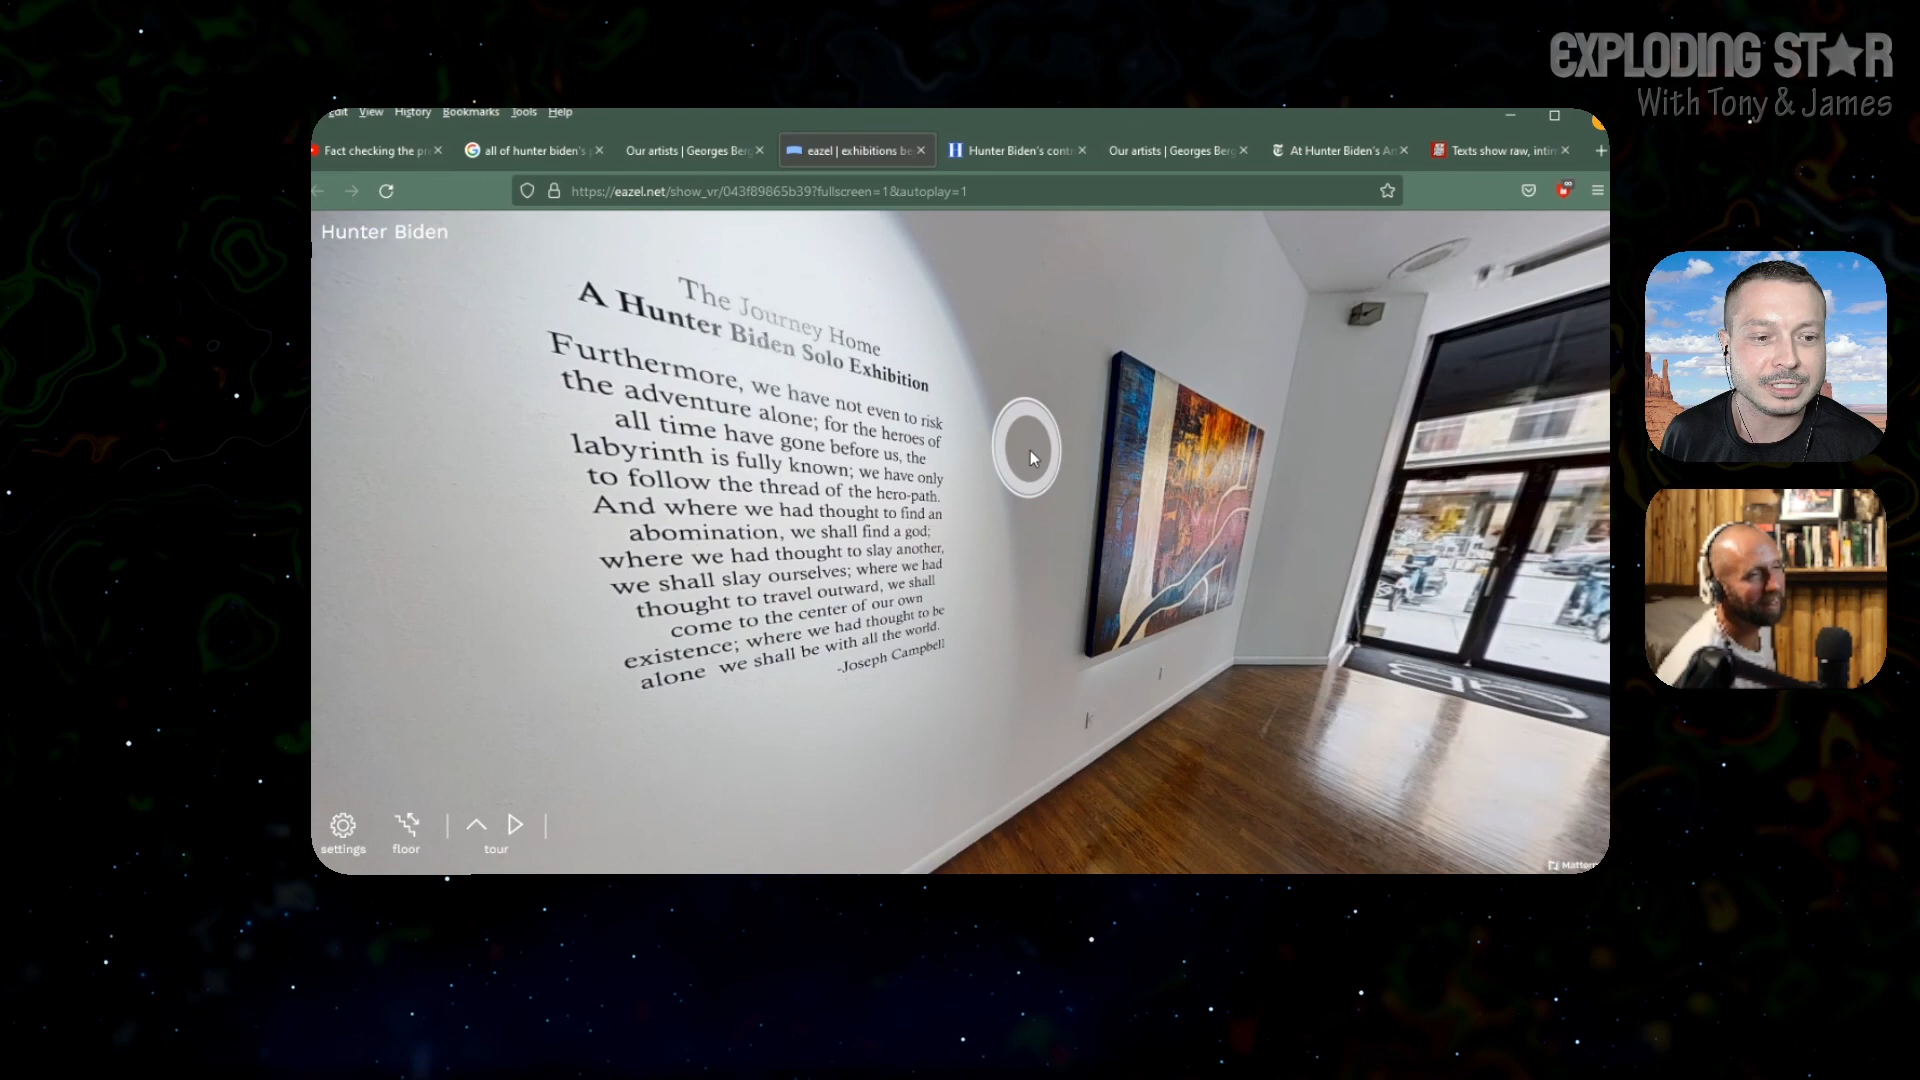 EXPLODING STAR
With Tony & James
Edit View History Bookmarks Tools Help
Fact checking the pr
all of hunter biden's
Our artists | Georges Berg
eazel | exhibitions be
Hunter Biden's cont
Our artists | Georges Berg
At Hunter Biden's Ar
Texts show raw, intim
https://eazel.net/show_vr/043f89865b39?fullscreen=1&autoplay=1
Hunter Biden
The Journey Home
A Hunter Biden Solo Exhibition
Furthermore, we have not even to risk
the adventure alone; for the heroes of
all time have gone before us, the
labyrinth is fully known; we have only
to follow the thread of the hero-path.
And where we had thought to find an
abomination, we shall find a god;
where we had thought to slay another,
we shall slay ourselves; where we had
thought to travel outward, we shall
come to the center of our own
existence; where we had thought to be
alone we shall be with all the world.
-Joseph Campbell
settings
floor
tour
Matterp